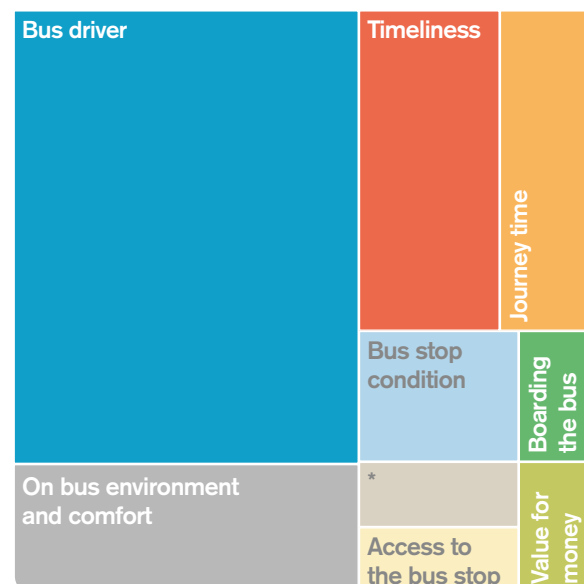 Bus driver
Timeliness
Journey time
Bus stop
condition
Boarding
the bus
On bus environment
and comfort
*
Access to
the bus stop
Value for
money